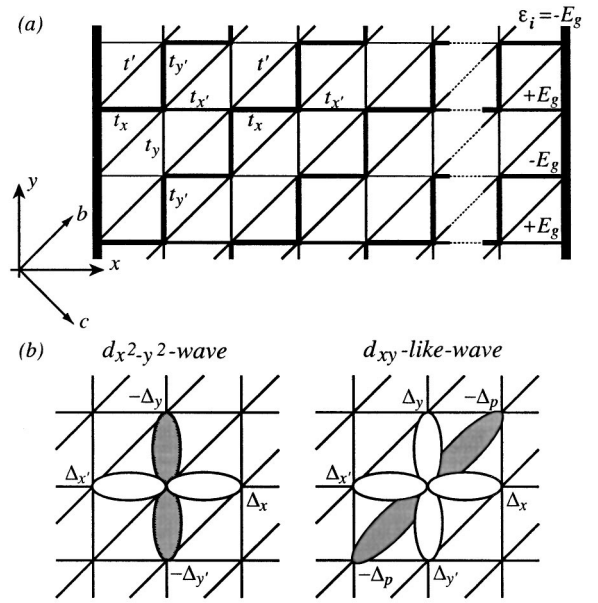 (a)
εᵢ=-E_g
t' t_y' t'
t_x' t_x' +E_g
t_x t_x
t_y -E_g
y
t_y' +E_g
b
x
c
(b) d_x²-y²-wave d_xy-like-wave
-Δ_y Δ_y -Δ_p
Δ_x' Δ_x Δ_x' Δ_x
-Δ_y' -Δ_p Δ_y'